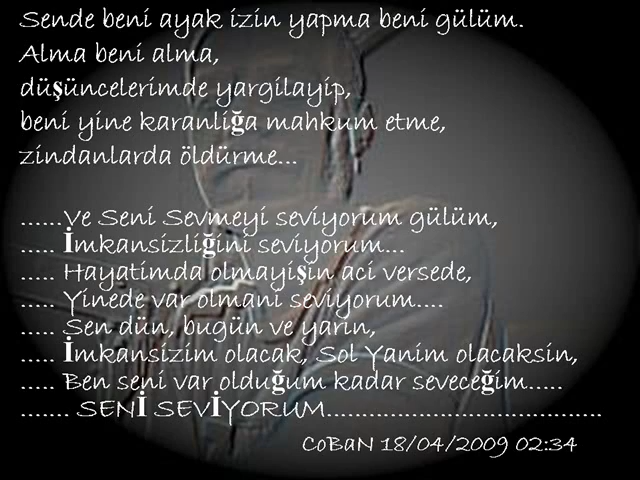 Sende beni ayak izin yapma beni gülüm.
Alma beni alma,
düşüncelerimde yargilayip,
beni yine karanliğa mahkum etme,
zindanlarda öldürme...
......Ve Seni Sevmeyi seviyorum gülüm,
..... İmkansizliğini seviyorum...
..... Hayatimda olmayişin aci versede,
..... Yinede var olmani seviyorum....
..... Sen dün, bugün ve yarin,
..... İmkansizim olacak, Sol Yanim olacaksin,
..... Ben seni var olduğum kadar seveceğim.....
....... SENİ SEVİYORUM.......................................
CoBaN 18/04/2009 02:34